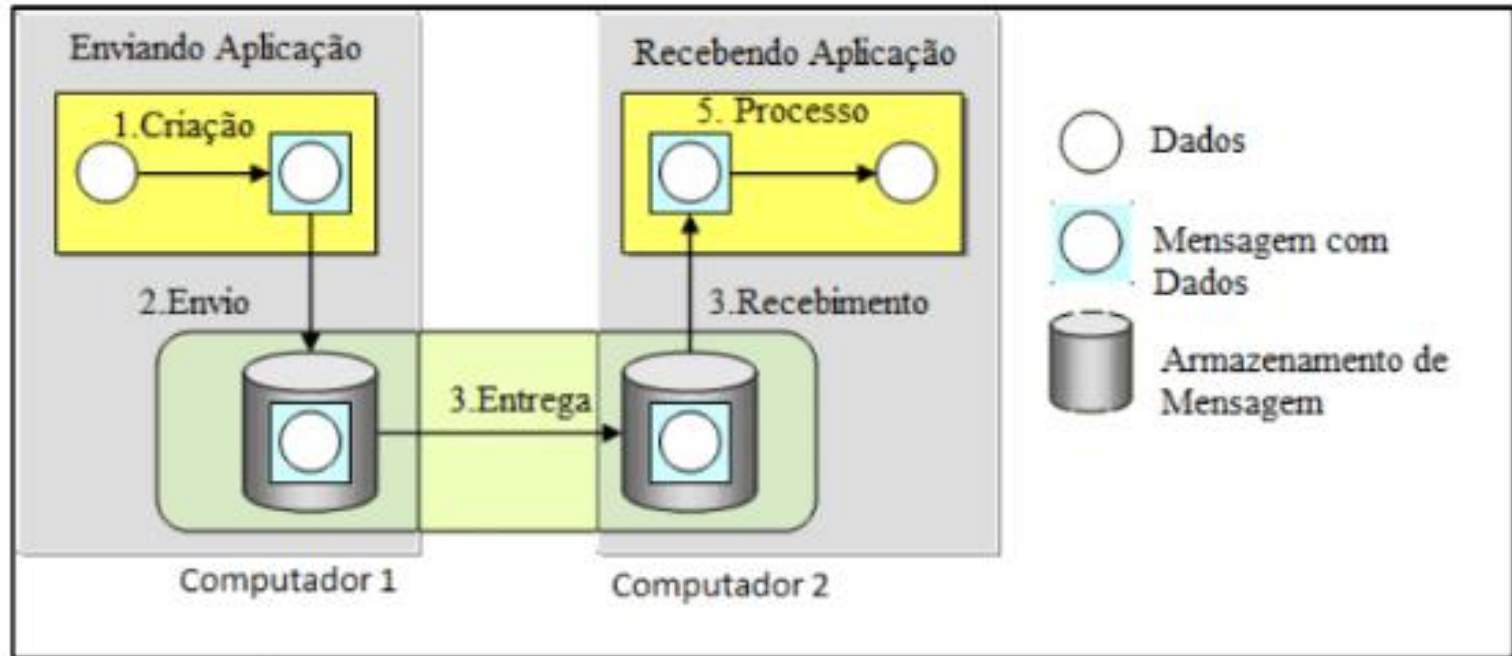 Enviando Aplicação
Recebendo Aplicação
1.Criação
5. Processo
Dados
Mensagem com
Dados
2.Envio
3.Recebimento
3.Entrega
Armazenamento de
Mensagem
Computador 1
Computador 2